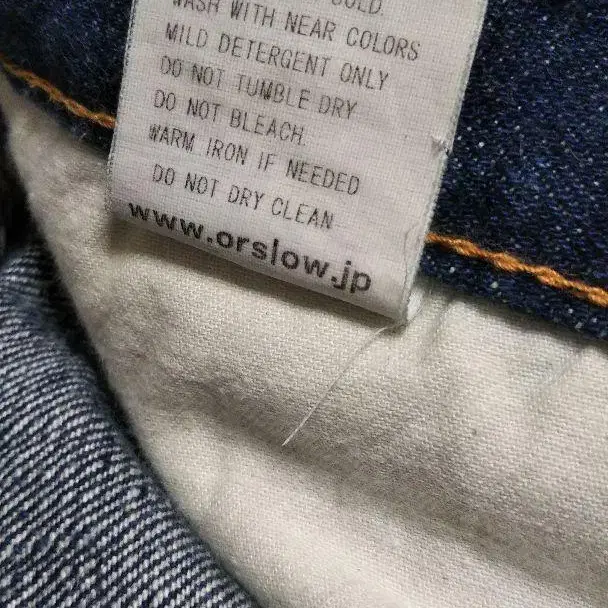 COLD.
WASH WITH NEAR COLORS
MILD DETERGENT ONLY
DO NOT TUMBLE DRY
DO NOT BLEACH.
WARM IRON IF NEEDED
DO NOT DRY CLEAN
www.orslow.jp